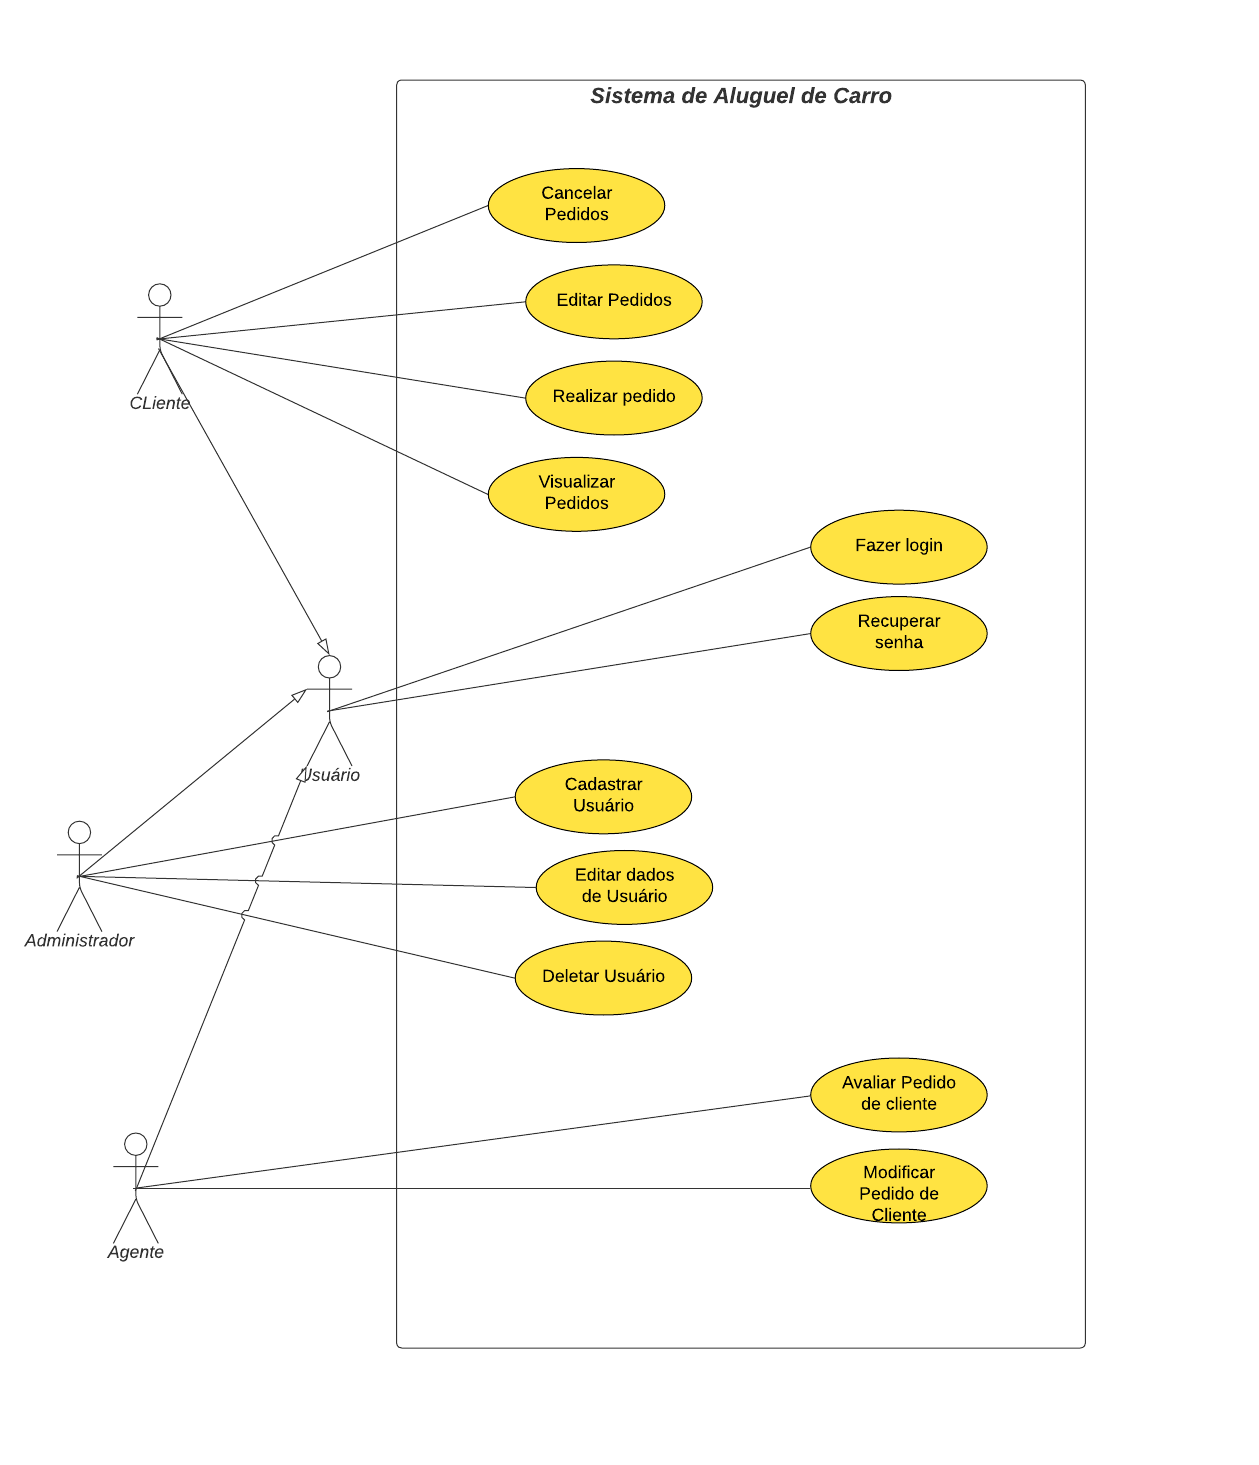 Sistema de Aluguel de Carro
Cancelar
Pedidos
Editar Pedidos
CLiente
Realizar pedido
Visualizar
Pedidos
Fazer login
Recuperar
senha
Usuário
Cadastrar
Usuário
Editar dados
de Usuário
Administrador
Deletar Usuário
Avaliar Pedido
de cliente
Modificar
Pedido de
Cliente
Agente